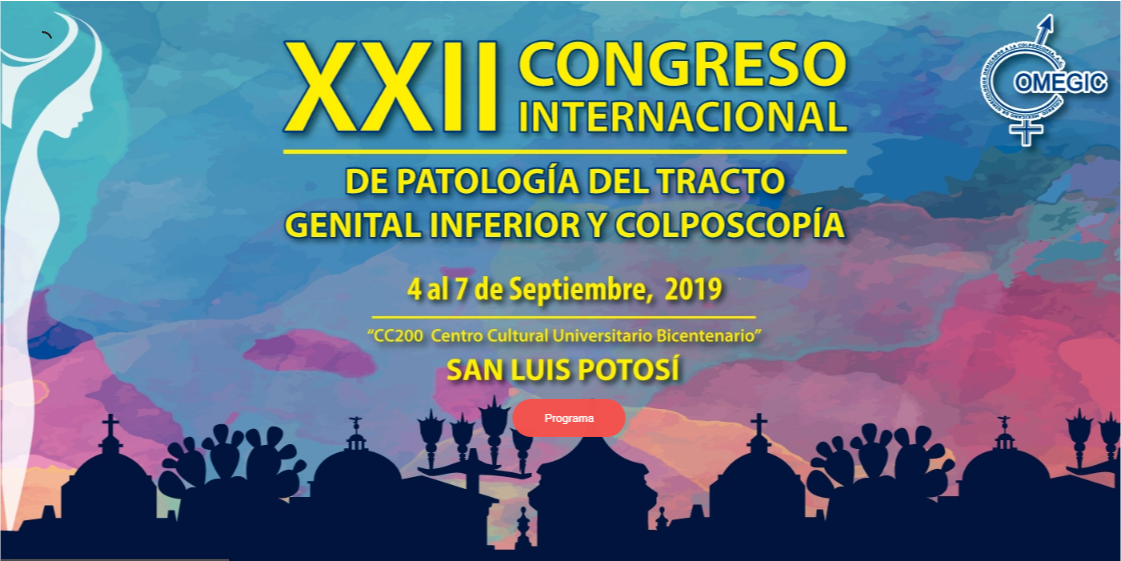 XXII CONGRESO
INTERNACIONAL
DE PATOLOGÍA DEL TRACTO
GENITAL INFERIOR Y COLPOSCOPÍA
4 al 7 de Septiembre, 2019
“CC200 Centro Cultural Universitario Bicentenario”
SAN LUIS POTOSÍ
Programa
COMEGIC